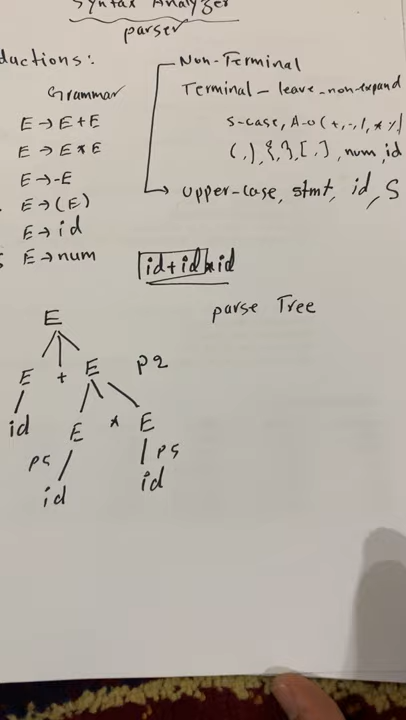 Syntax Analyzer
parser
ductions:
Grammar
E → E + E
E → E * E
E → -E
E → (E)
E → id
E → num
Non-Terminal
Terminal - leave - non-expand
s-case, A-O (+, -, /, * %)
(, ), {, }, [, ], num, id
upper-case, stmt, id, S
id + id * id
parse Tree
E
E + E P2
id E * E
P5 P5
id id